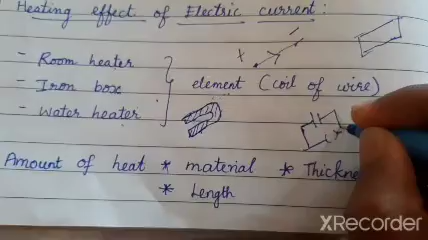 Heating effect of Electric current :
- Room heater
- Iron box
- Water heater
element (coil of wire)
Amount of heat * material * Thickne
* Length
XRecorder